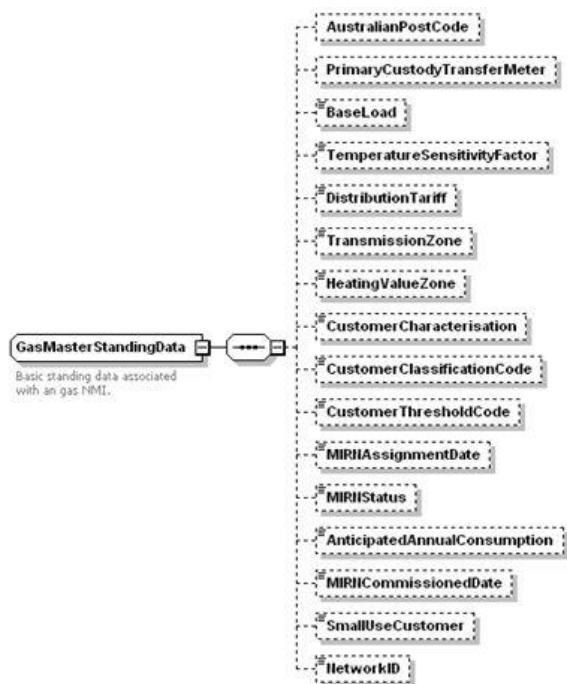 AustralianPostCode
PrimaryCustodyTransferMeter
BaseLoad
TemperatureSensitivityFactor
DistributionTariff
TransmissionZone
HeatingValueZone
GasMasterStandingData
Basic standing data associated
with an gas NMI.
CustomerCharacterisation
CustomerClassificationCode
CustomerThresholdCode
MIRNAssignmentDate
MIRNStatus
AnticipatedAnnualConsumption
MIRNCommissionedDate
SmallUseCustomer
NetworkID